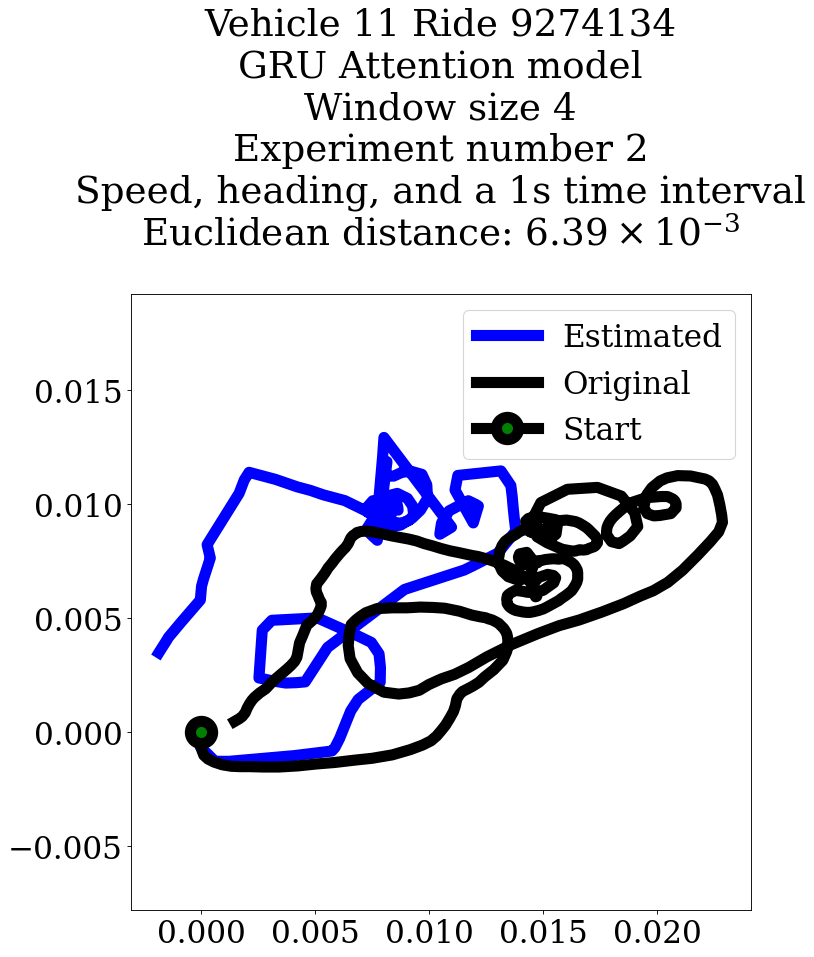 Vehicle 11 Ride 9274134
GRU Attention model
Window size 4
Experiment number 2
Speed, heading, and a 1s time interval
Euclidean distance: 6.39 × 10⁻³
Estimated
Original
Start
0.015
0.010
0.005
0.000
−0.005
0.000 0.005 0.010 0.015 0.020